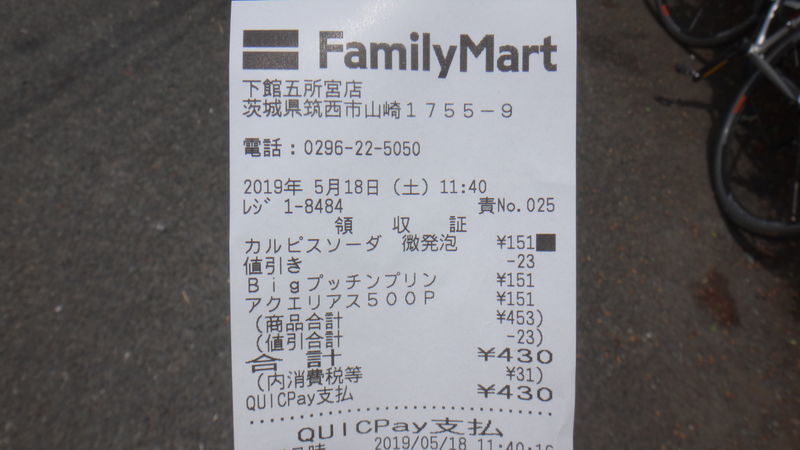 FamilyMart
下館五所宮店
茨城県筑西市山崎１７５５－９
電話：0296-22-5050
2019年 5月18日（土）11:40
ﾚｼﾞ 1-8484 責No.025
領 収 証
カルピスソーダ 微発泡 ¥151■
値引き -23
Ｂｉｇプッチンプリン ¥151
アクエリアス５００Ｐ ¥151
(商品合計 ¥453)
(値引合計 -23)
合 計 ¥430
(内消費税等 ¥31)
QUICPay支払 ¥430
QUICPay支払
2019/05/18 11:40:16